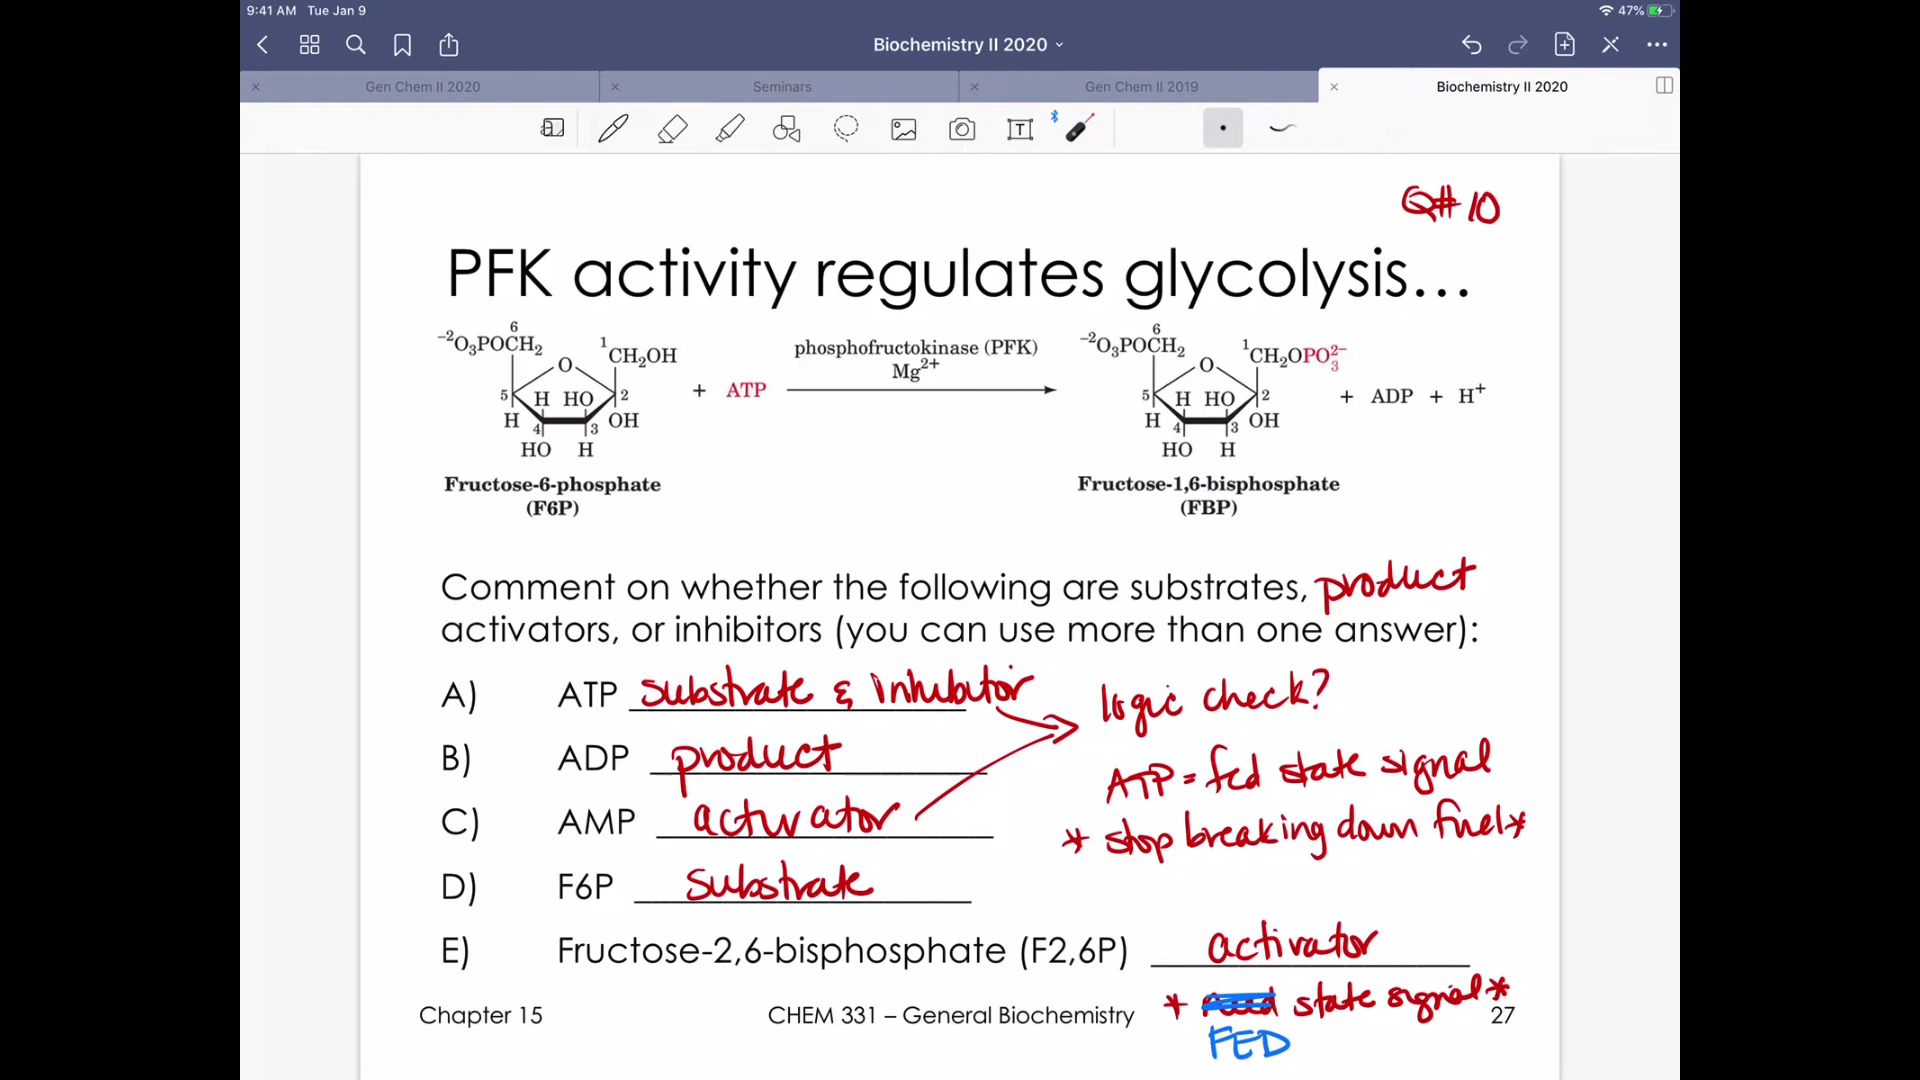 9:41 AM Tue Jan 9
47%
Biochemistry II 2020
Gen Chem II 2020
Seminars
Gen Chem II 2019
Biochemistry II 2020
T
Q# 10
PFK activity regulates glycolysis...
⁻²O₃POCH₂ 6 1 CH₂OH
O
5 H HO 2
H 4 3 OH
HO H
Fructose-6-phosphate
(F6P)
+ ATP
phosphofructokinase (PFK)
Mg²⁺
⁻²O₃POCH₂ 6 1 CH₂OPO₃²⁻
O
5 H HO 2
H 4 3 OH
HO H
Fructose-1,6-bisphosphate
(FBP)
+ ADP + H⁺
Comment on whether the following are substrates, product
activators, or inhibitors (you can use more than one answer):
A) ATP substrate & inhibitor
B) ADP product
C) AMP activator
D) F6P substrate
E) Fructose-2,6-bisphosphate (F2,6P) activator
logic check?
ATP = fed state signal
* stop breaking down fuel *
* state signal *
FED
Chapter 15
CHEM 331 – General Biochemistry
27